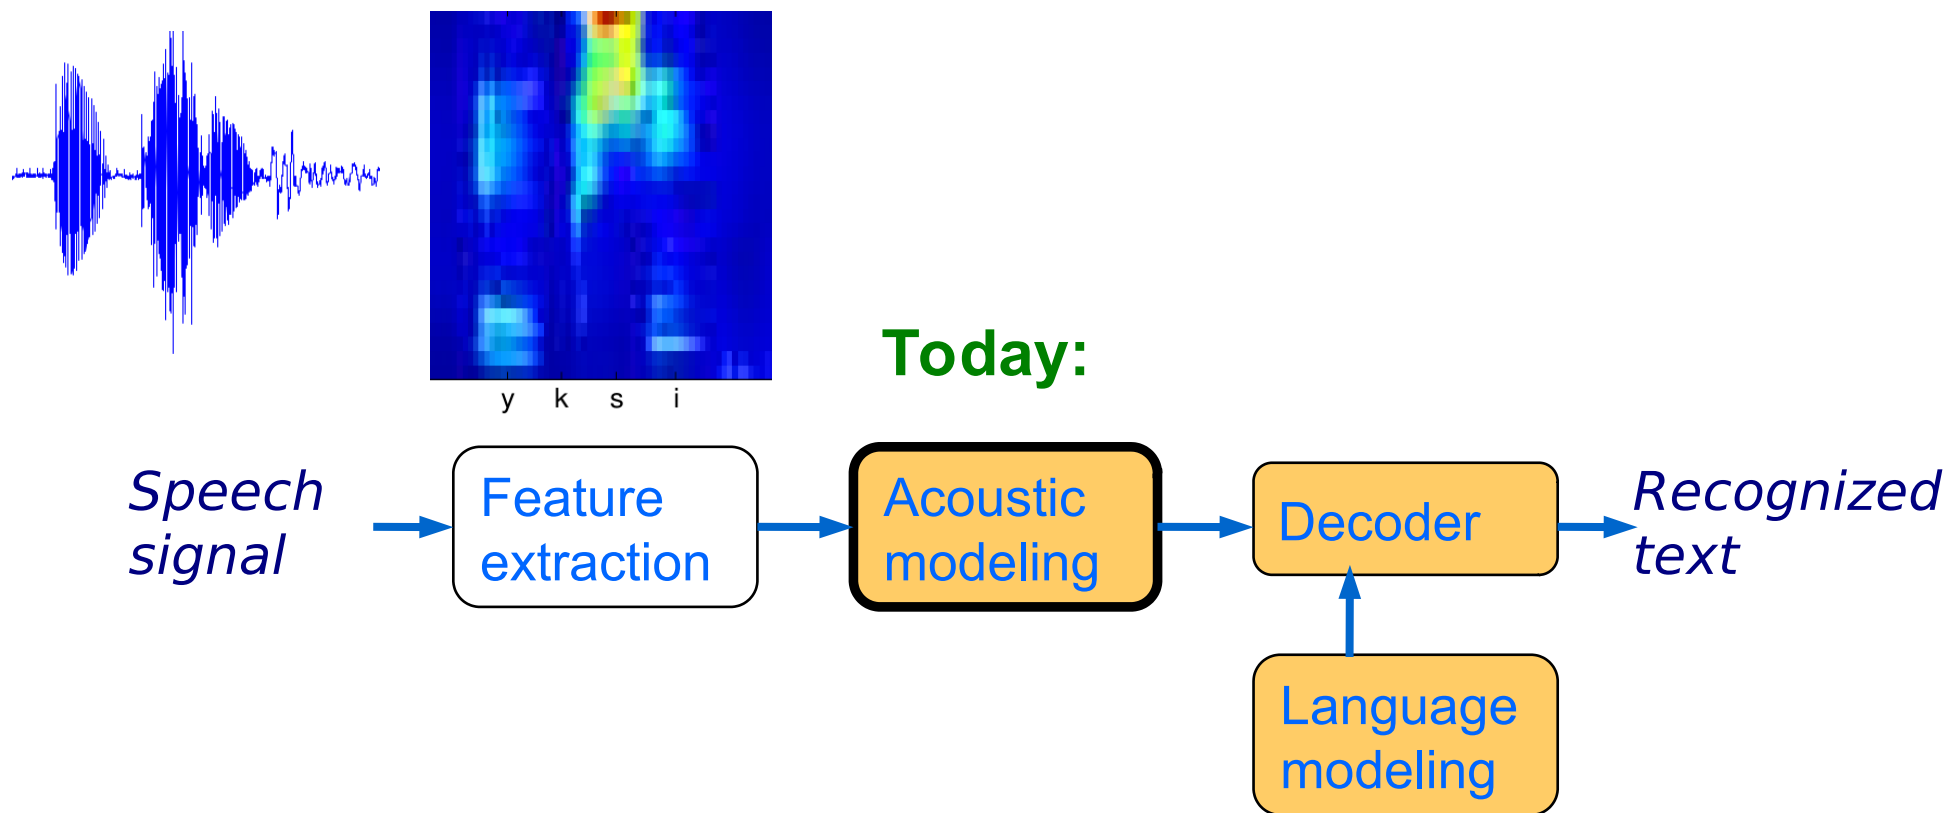 Today:
y k s i
Speech
signal
Feature
extraction
Acoustic
modeling
Decoder
Recognized
text
Language
modeling